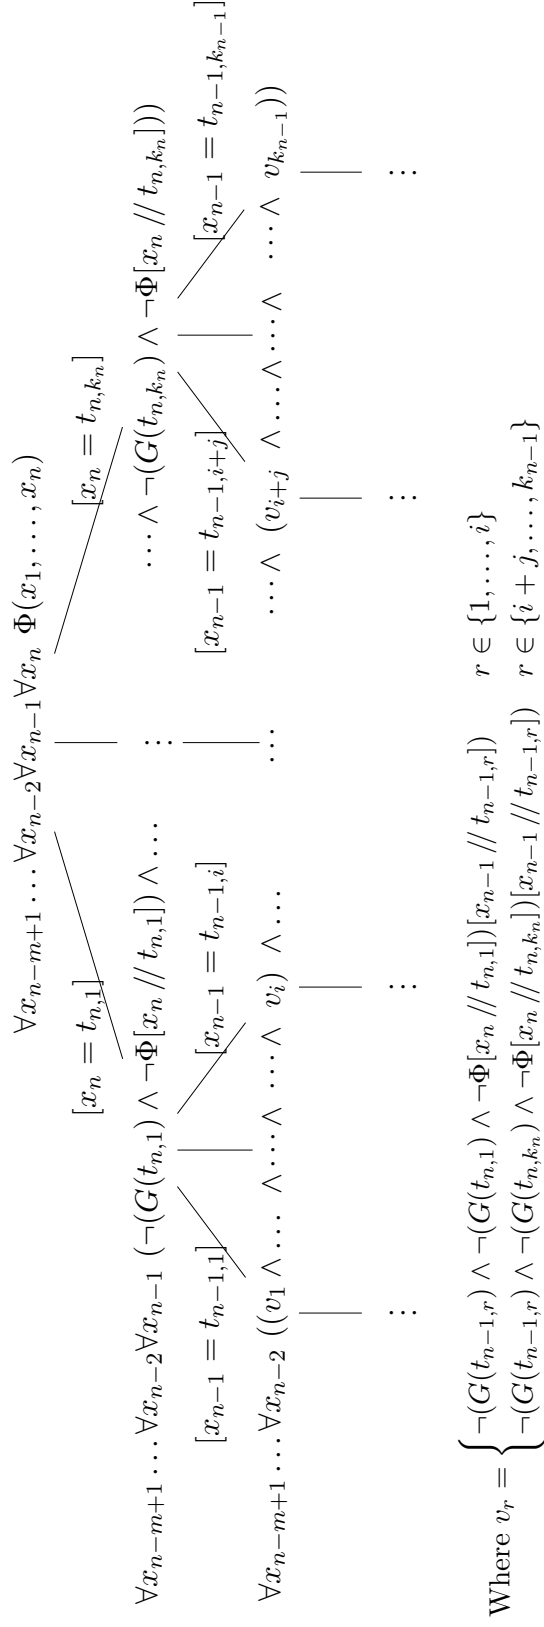 ∀x_{n−m+1} … ∀x_{n−2}∀x_{n−1}∀x_n Φ(x_1, …, x_n)
[x_n = t_{n,1}] [x_n = t_{n,k_n}]
∀x_{n−m+1} … ∀x_{n−2}∀x_{n−1} (¬(G(t_{n,1}) ∧ ¬Φ[x_n // t_{n,1}]) ∧ … ⋮ … ∧ ¬(G(t_{n,k_n}) ∧ ¬Φ[x_n // t_{n,k_n}]))
[x_{n−1} = t_{n−1,1}] [x_{n−1} = t_{n−1,i}] [x_{n−1} = t_{n−1,i+j}] [x_{n−1} = t_{n−1,k_{n−1}}]
∀x_{n−m+1} … ∀x_{n−2} ((v_1 ∧ … ∧ … ∧ … ∧ v_i) ∧ … ⋮ … ∧ (v_{i+j} ∧ … ∧ … ∧ … ∧ v_{k_{n−1}}))
⋮ ⋮ ⋮ ⋮
Where v_r = { ¬(G(t_{n−1,r}) ∧ ¬(G(t_{n,1}) ∧ ¬Φ[x_n // t_{n,1}])[x_{n−1} // t_{n−1,r}]) r ∈ {1, …, i}
¬(G(t_{n−1,r}) ∧ ¬(G(t_{n,k_n}) ∧ ¬Φ[x_n // t_{n,k_n}])[x_{n−1} // t_{n−1,r}]) r ∈ {i + j, …, k_{n−1}}